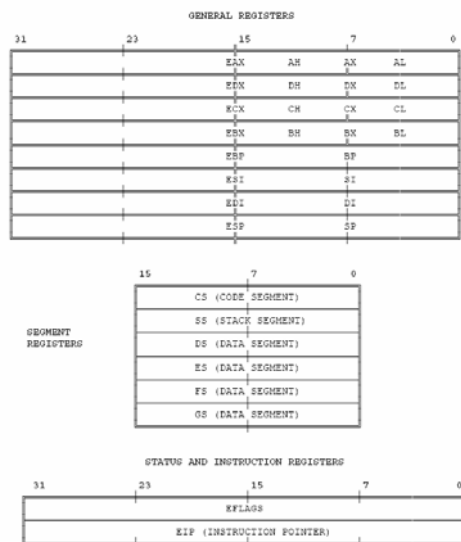 GENERAL REGISTERS
31 23 15 7 0
EAX AH AX AL
EDX DH DX DL
ECX CH CX CL
EBX BH BX BL
EBP BP
ESI SI
EDI DI
ESP SP
15 7 0
CS (CODE SEGMENT)
SS (STACK SEGMENT)
SEGMENT
REGISTERS
DS (DATA SEGMENT)
ES (DATA SEGMENT)
FS (DATA SEGMENT)
GS (DATA SEGMENT)
STATUS AND INSTRUCTION REGISTERS
31 23 15 7 0
EFLAGS
EIP (INSTRUCTION POINTER)